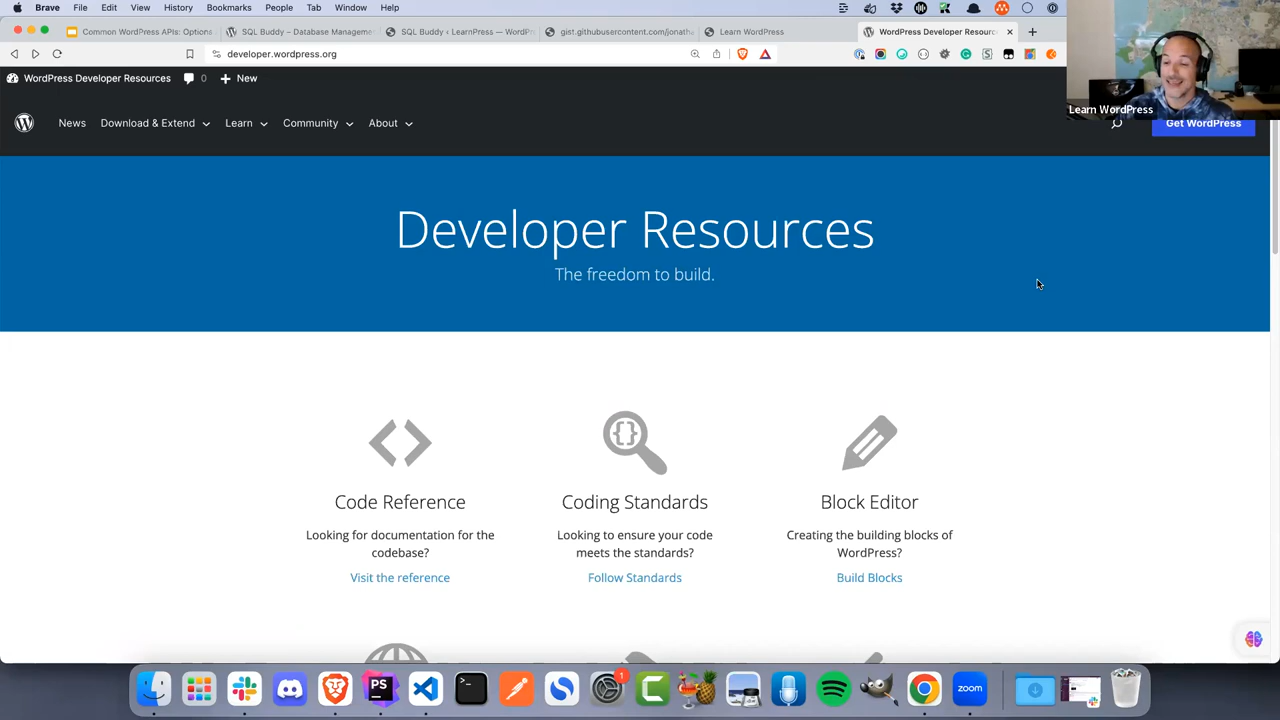 Brave File Edit View History Bookmarks People Tab Window Help
Common WordPress APIs: Options
SQL Buddy – Database Manageme
SQL Buddy ‹ LearnPress — WordPr
gist.githubusercontent.com/jonathu
Learn WordPress
WordPress Developer Resourc
developer.wordpress.org
WordPress Developer Resources 0 New
Learn WordPress
News Download & Extend Learn Community About
Get WordPress
Developer Resources
The freedom to build.
Code Reference
Looking for documentation for the
codebase?
Visit the reference
Coding Standards
Looking to ensure your code
meets the standards?
Follow Standards
Block Editor
Creating the building blocks of
WordPress?
Build Blocks
PS
1
zoom